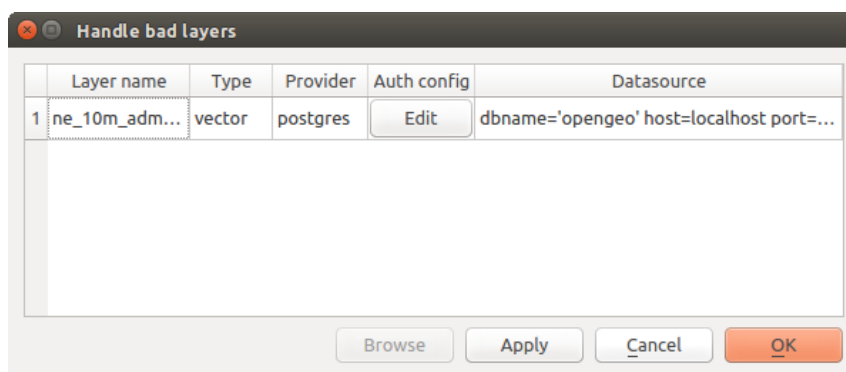 Handle bad layers
Layer name Type Provider Auth config Datasource
1 ne_10m_adm... vector postgres Edit dbname='opengeo' host=localhost port=...
Browse Apply Cancel OK